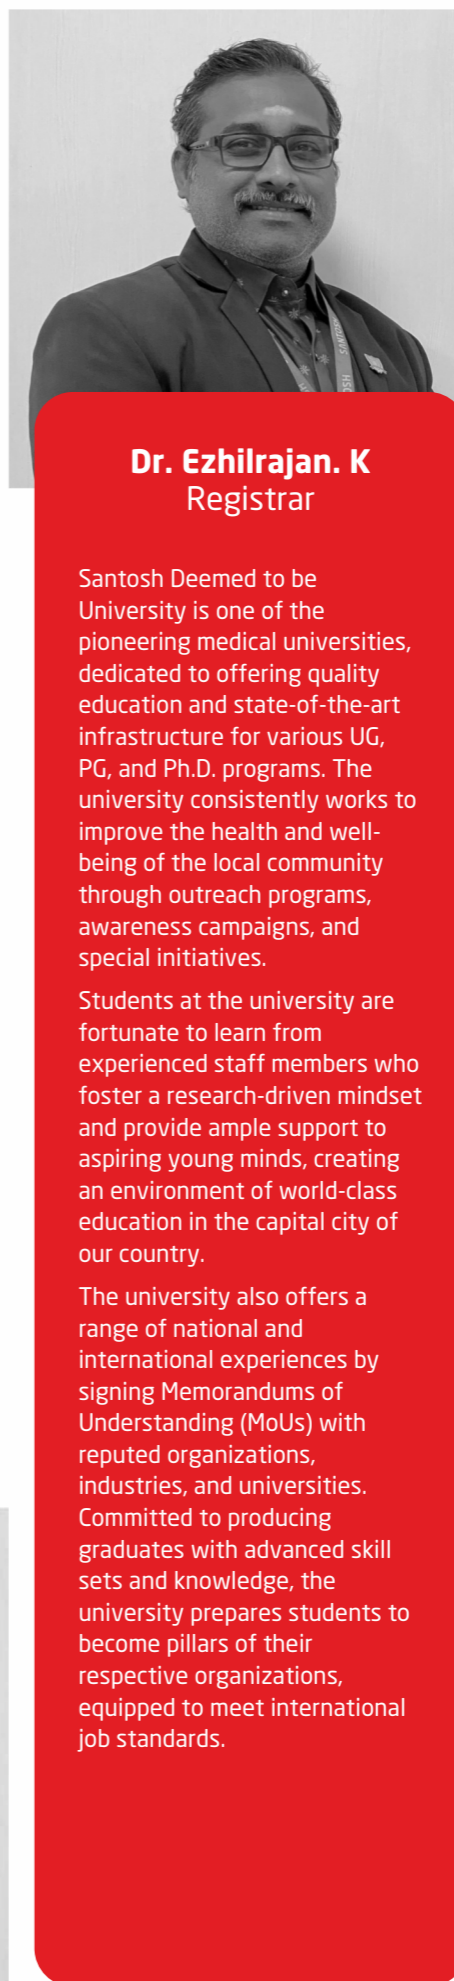 Dr. Ezhilrajan. K
Registrar
Santosh Deemed to be
University is one of the
pioneering medical universities,
dedicated to offering quality
education and state-of-the-art
infrastructure for various UG,
PG, and Ph.D. programs. The
university consistently works to
improve the health and well-
being of the local community
through outreach programs,
awareness campaigns, and
special initiatives.
Students at the university are
fortunate to learn from
experienced staff members who
foster a research-driven mindset
and provide ample support to
aspiring young minds, creating
an environment of world-class
education in the capital city of
our country.
The university also offers a
range of national and
international experiences by
signing Memorandums of
Understanding (MoUs) with
reputed organizations,
industries, and universities.
Committed to producing
graduates with advanced skill
sets and knowledge, the
university prepares students to
become pillars of their
respective organizations,
equipped to meet international
job standards.